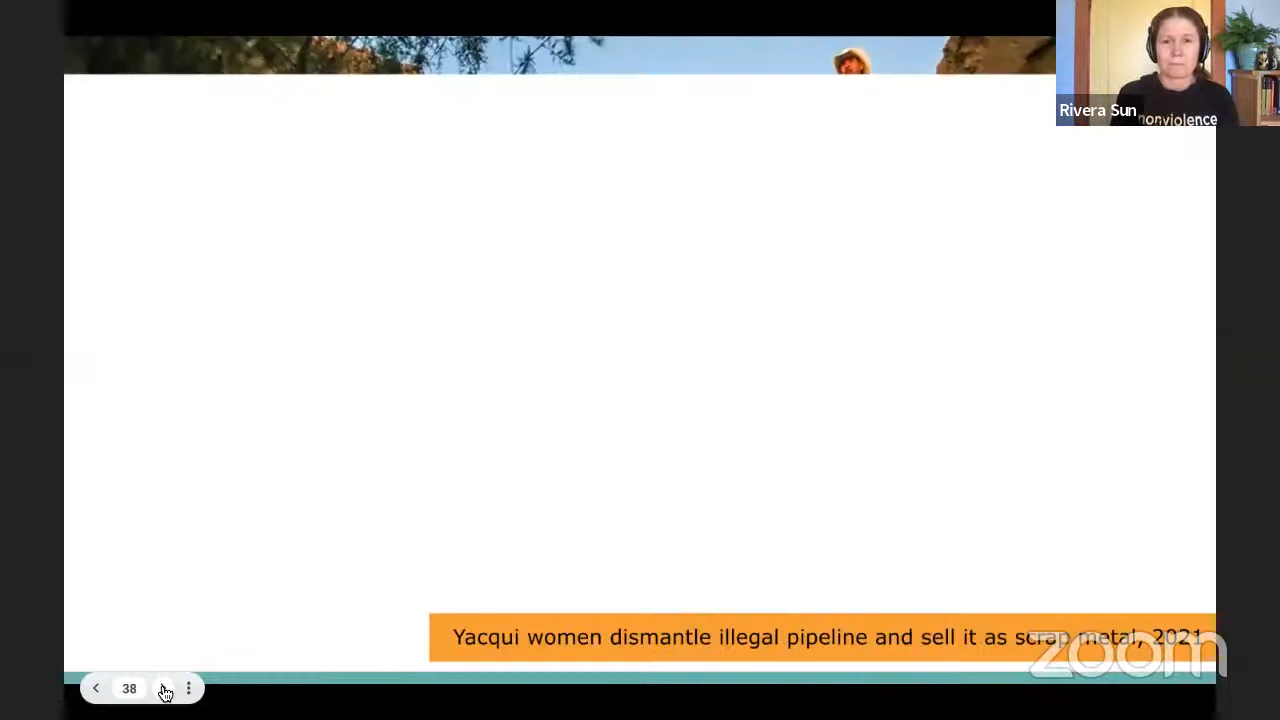 Rivera Sun
nonviolence
Yacqui women dismantle illegal pipeline and sell it as scrap metal, 2021
zoom
38